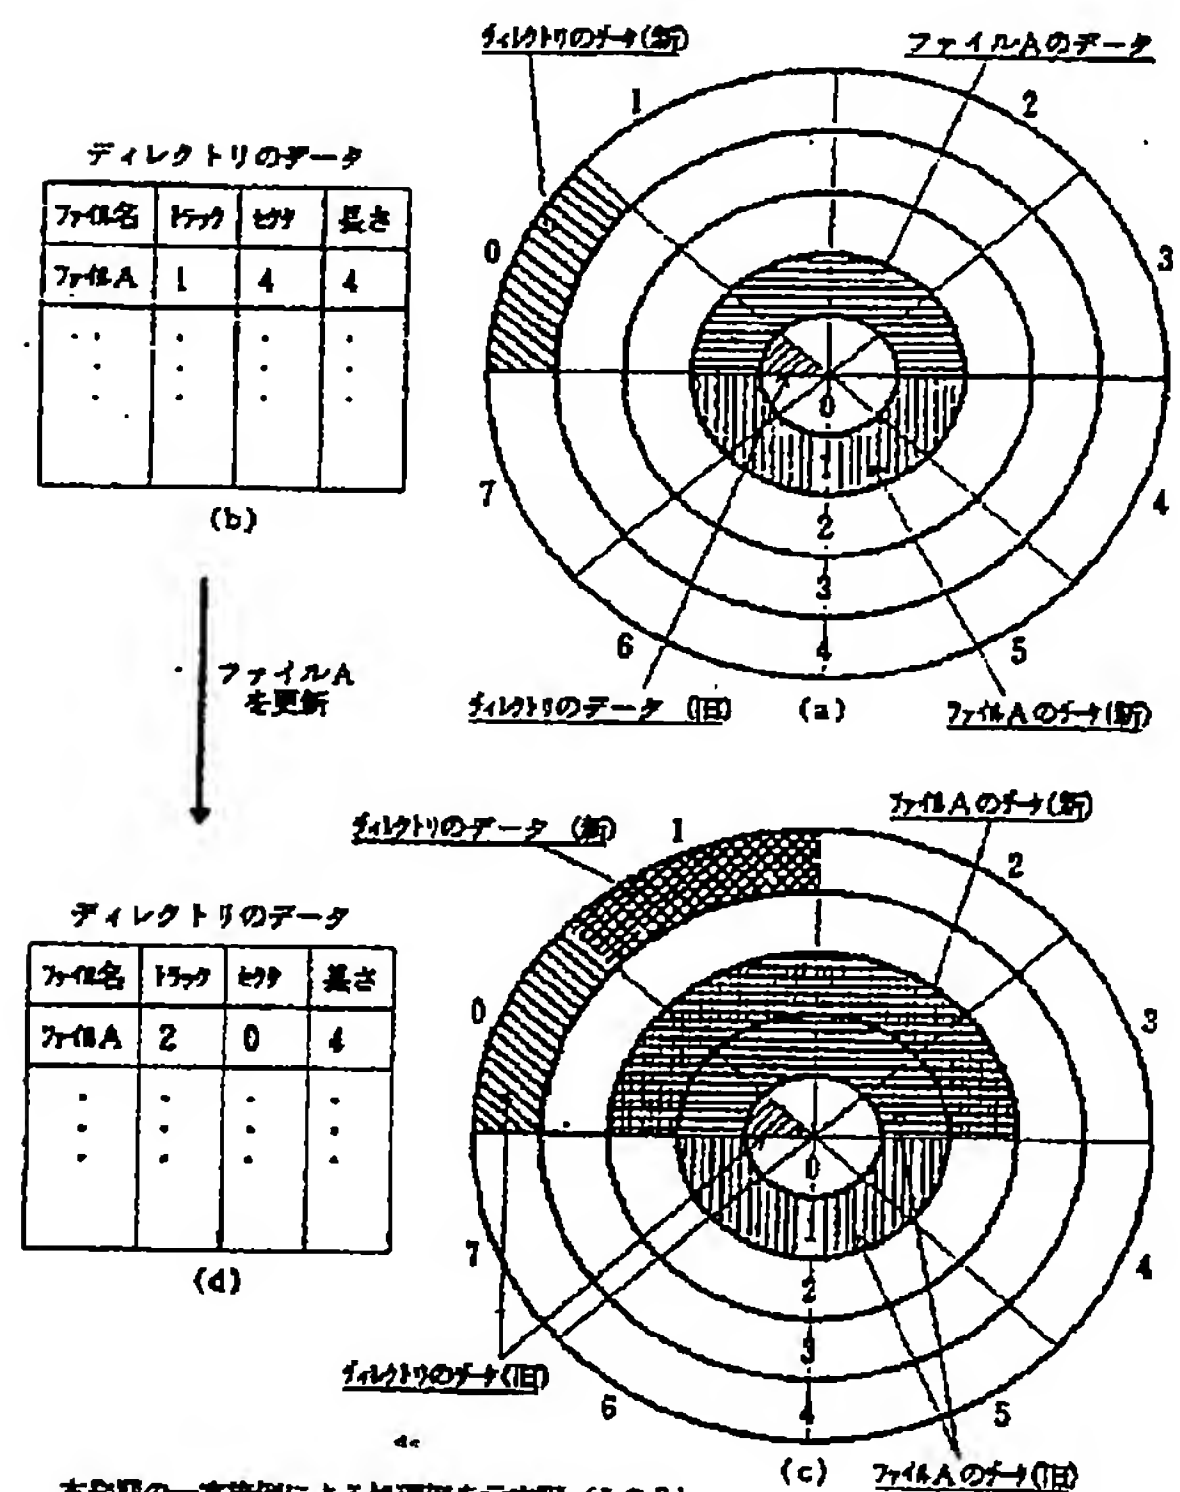 ディレクトリのデータ(新)
ファイルAのデータ
1
2
0
3
7
4
6
5
0
1
2
3
4
ディレクトリのデータ (旧)
(a)
ファイルAのデータ(新)
ディレクトリのデータ
ファイル名 トラック セクタ 長さ
ファイルA 1 4 4
(b)
ファイルA
を更新
ディレクトリのデータ
ファイル名 トラック セクタ 長さ
ファイルA 2 0 4
(d)
ディレクトリのデータ (新)
ファイルAのデータ(新)
1
2
0
3
7
4
6
5
0
1
2
3
4
ディレクトリのデータ(旧)
(c)
ファイルAのデータ(旧)